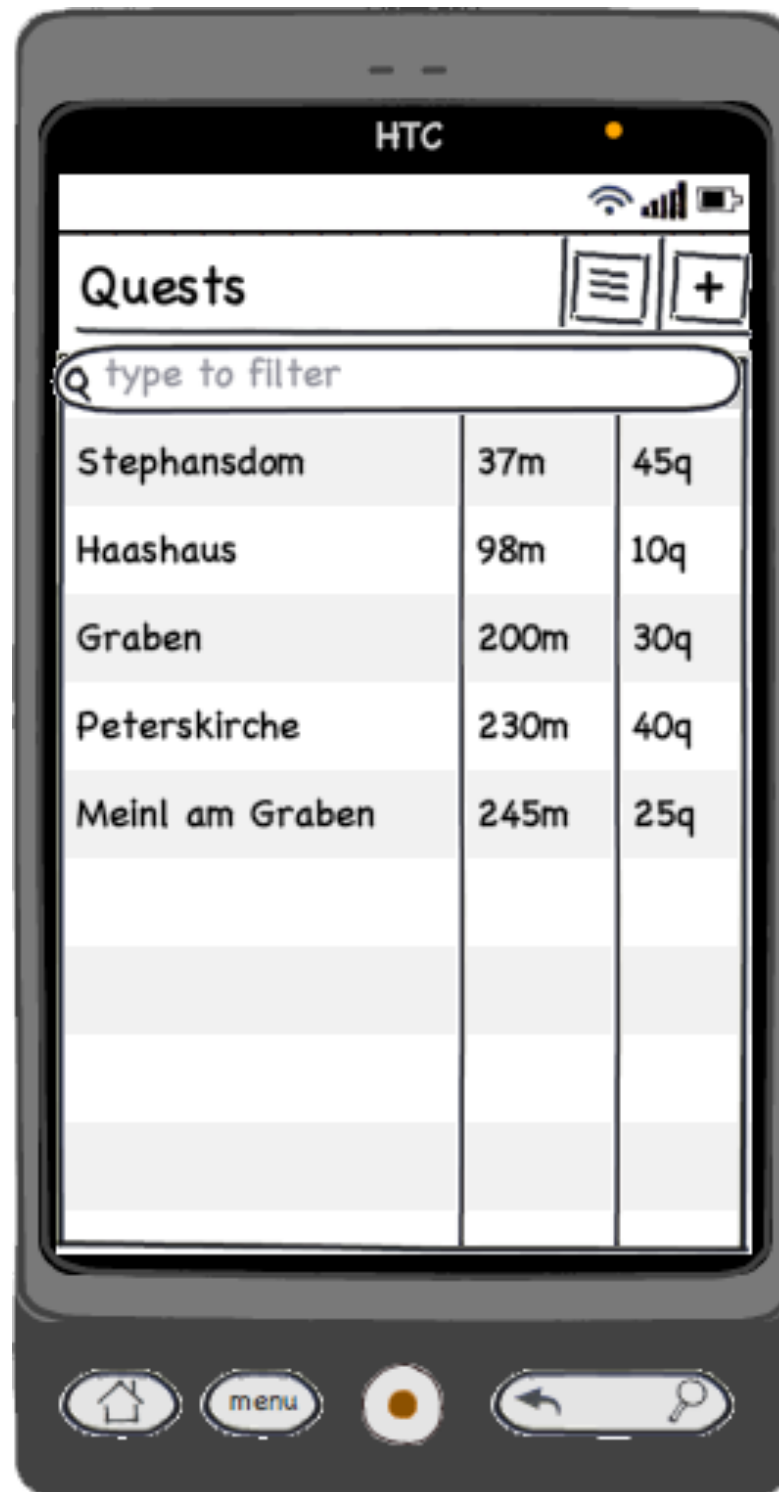 HTC
Quests +
type to filter
Stephansdom 37m 45q
Haashaus 98m 10q
Graben 200m 30q
Peterskirche 230m 40q
Meinl am Graben 245m 25q
menu